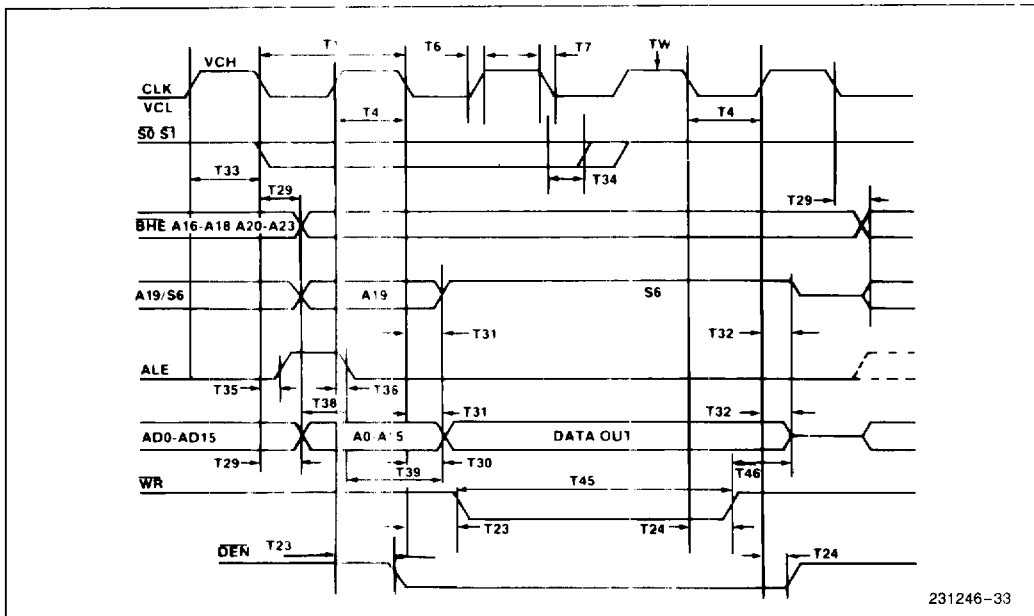 T1 T6 T7 TW
VCH
CLK
VCL
T4 T4
S0 S1
T33 T34
T29 T29
BHE A16-A18 A20-A23
A19/S6 A19 S6
T31 T32
ALE
T35 T36
T38 T31 T32
AD0-AD15 A0-A15 DATA OUT
T29 T39 T30 T46
WR T45
T23 T24
T23 T24
DEN
231246-33